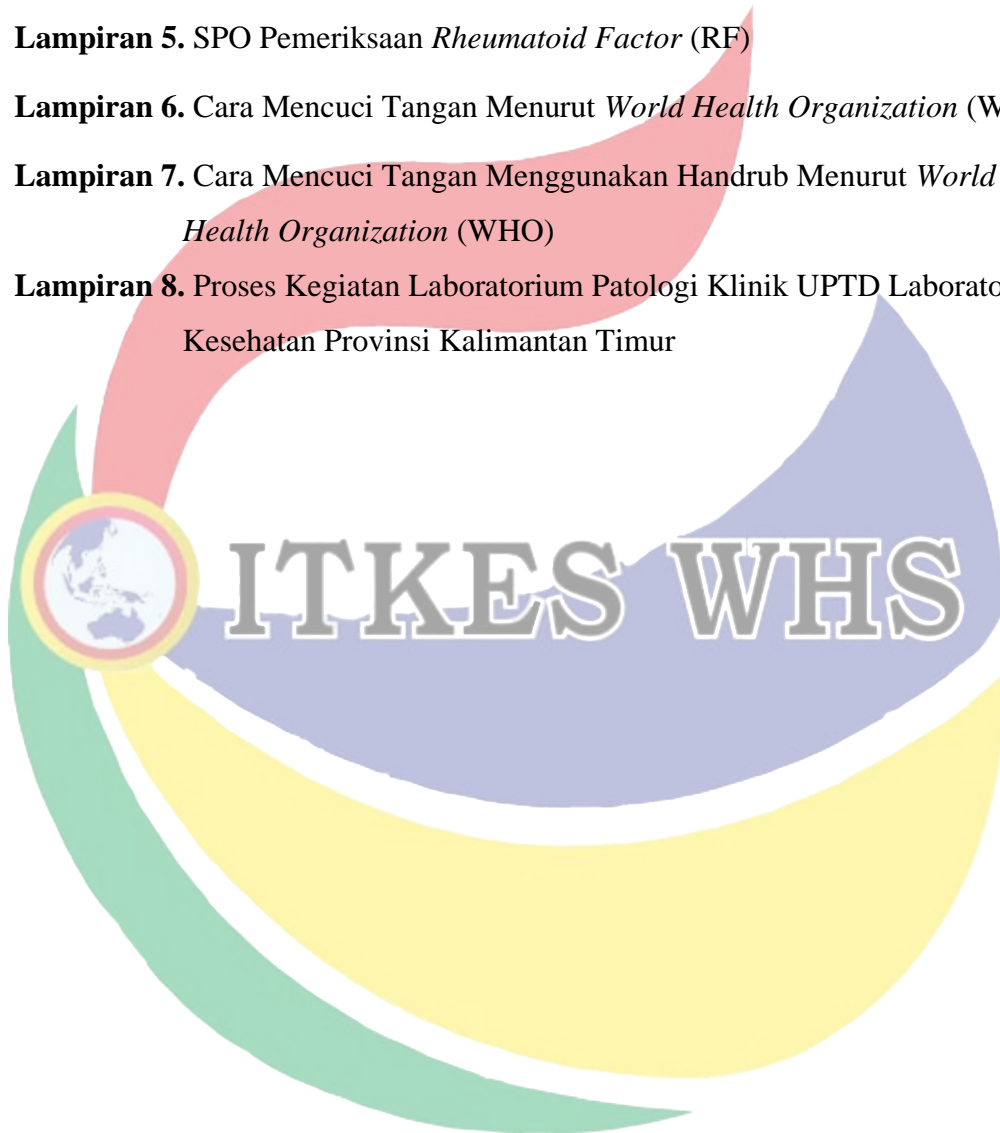 Lampiran 5. SPO Pemeriksaan Rheumatoid Factor (RF)
Lampiran 6. Cara Mencuci Tangan Menurut World Health Organization (W
Lampiran 7. Cara Mencuci Tangan Menggunakan Handrub Menurut World
Health Organization (WHO)
Lampiran 8. Proses Kegiatan Laboratorium Patologi Klinik UPTD Laborato
Kesehatan Provinsi Kalimantan Timur
ITKES WHS